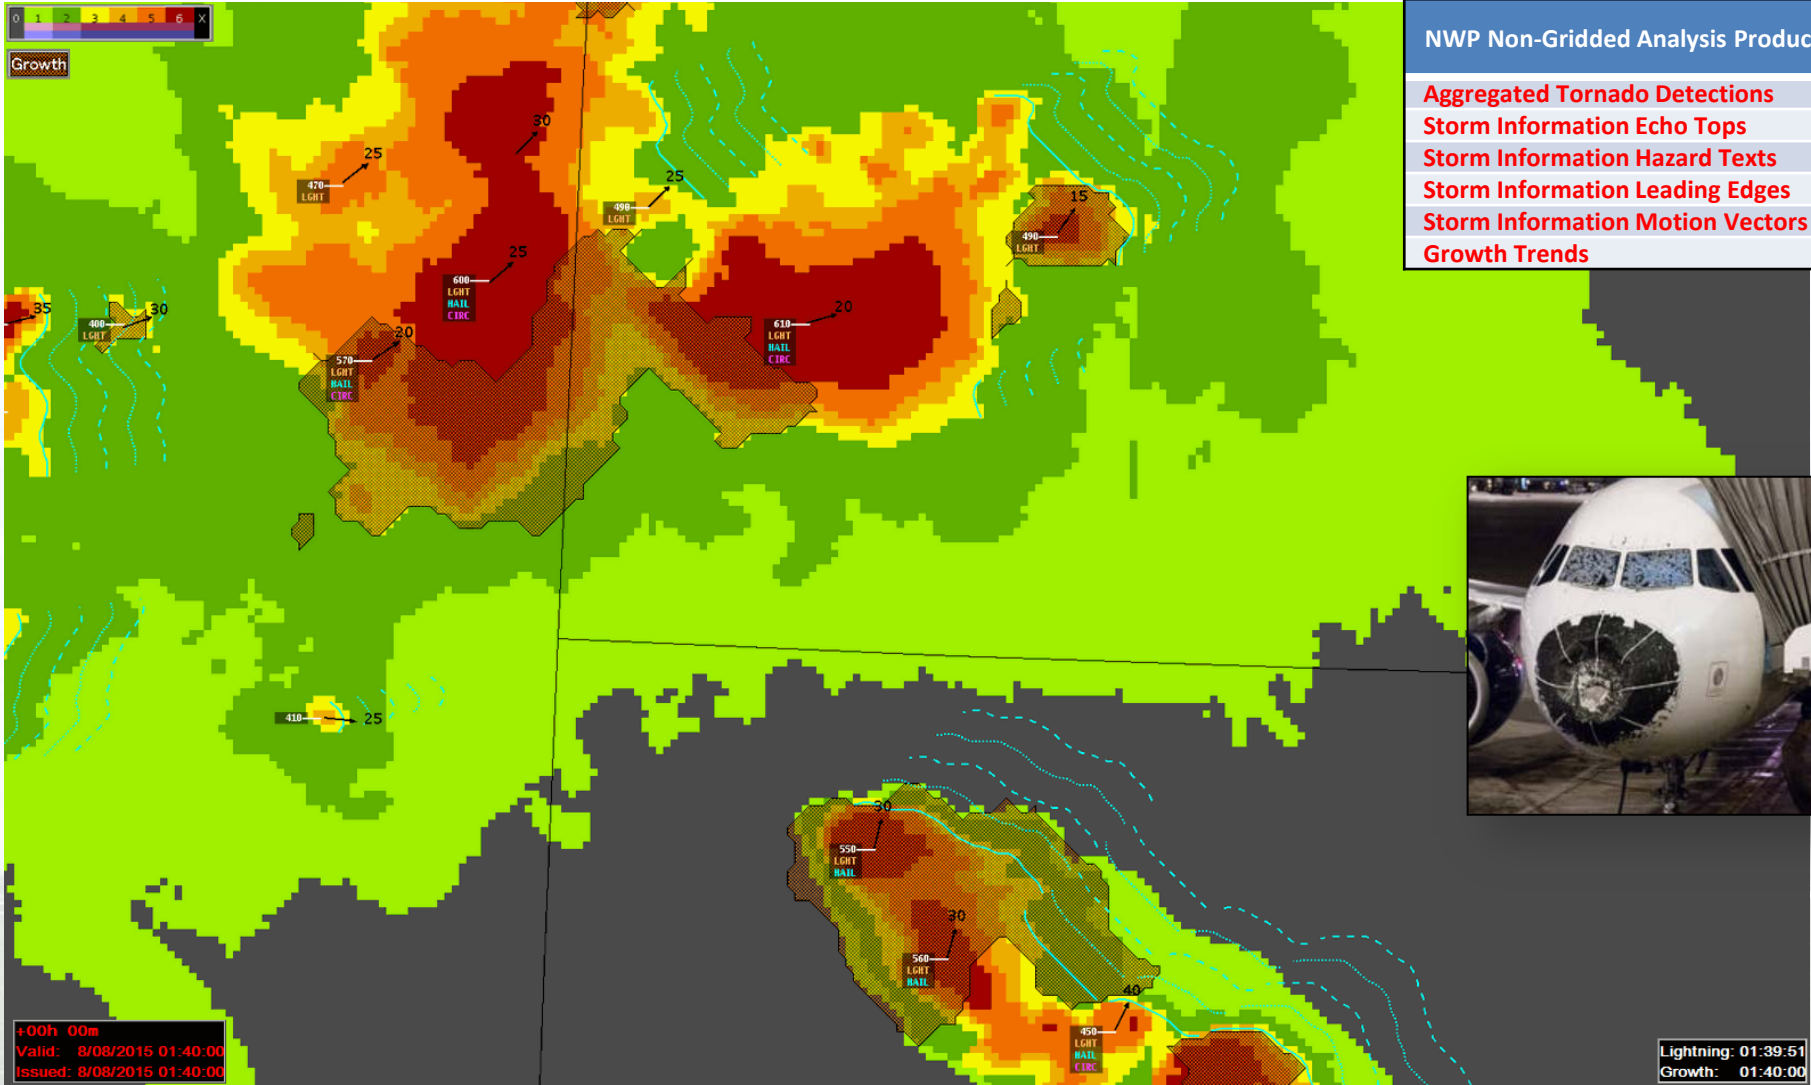 0 1 2 3 4 5 6 X
Growth
NWP Non-Gridded Analysis Produc
Aggregated Tornado Detections
Storm Information Echo Tops
Storm Information Hazard Texts
Storm Information Leading Edges
Storm Information Motion Vectors
Growth Trends
30
25
470
LGHT
25
490
LGHT
15
490
LGHT
25
600
LGHT
HAIL
CIRC
35
30
400
LGHT
20
570
LGHT
HAIL
CIRC
20
610
LGHT
HAIL
CIRC
410
25
30
550
LGHT
HAIL
30
560
LGHT
HAIL
40
450
LGHT
HAIL
CIRC
+00h 00m
Valid: 8/08/2015 01:40:00
Issued: 8/08/2015 01:40:00
Lightning: 01:39:51
Growth: 01:40:00